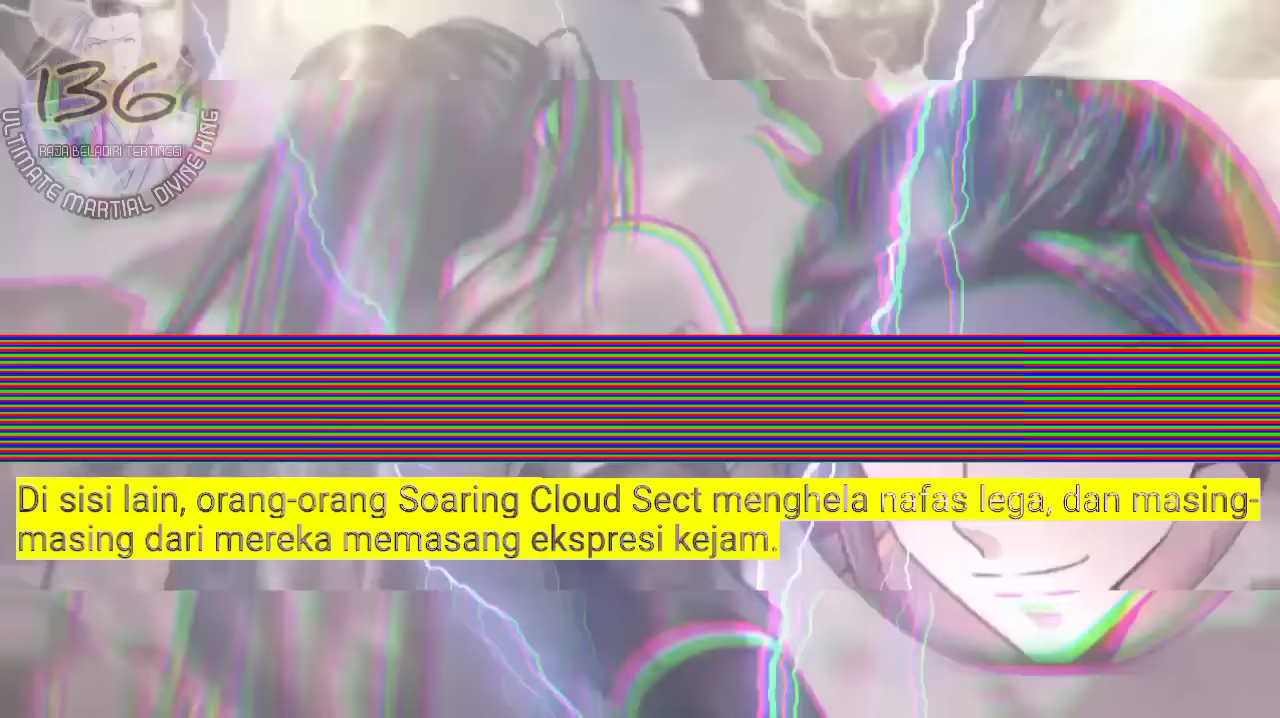 136
RAJA BELADIRI TERTINGGI
ULTIMATE MARTIAL DIVINE KING
Di sisi lain, orang-orang Soaring Cloud Sect menghela nafas lega, dan masing-
masing dari mereka memasang ekspresi kejam.